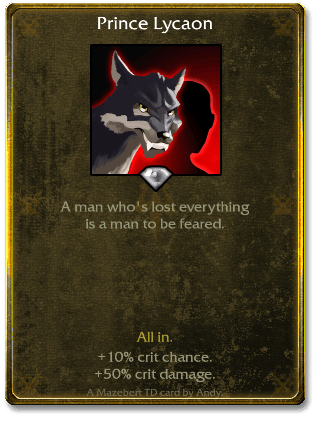 Prince Lycaon
A man who's lost everything
is a man to be feared.
All in.
+10% crit chance.
+50% crit damage.
A Mazebert TD card by Andy.